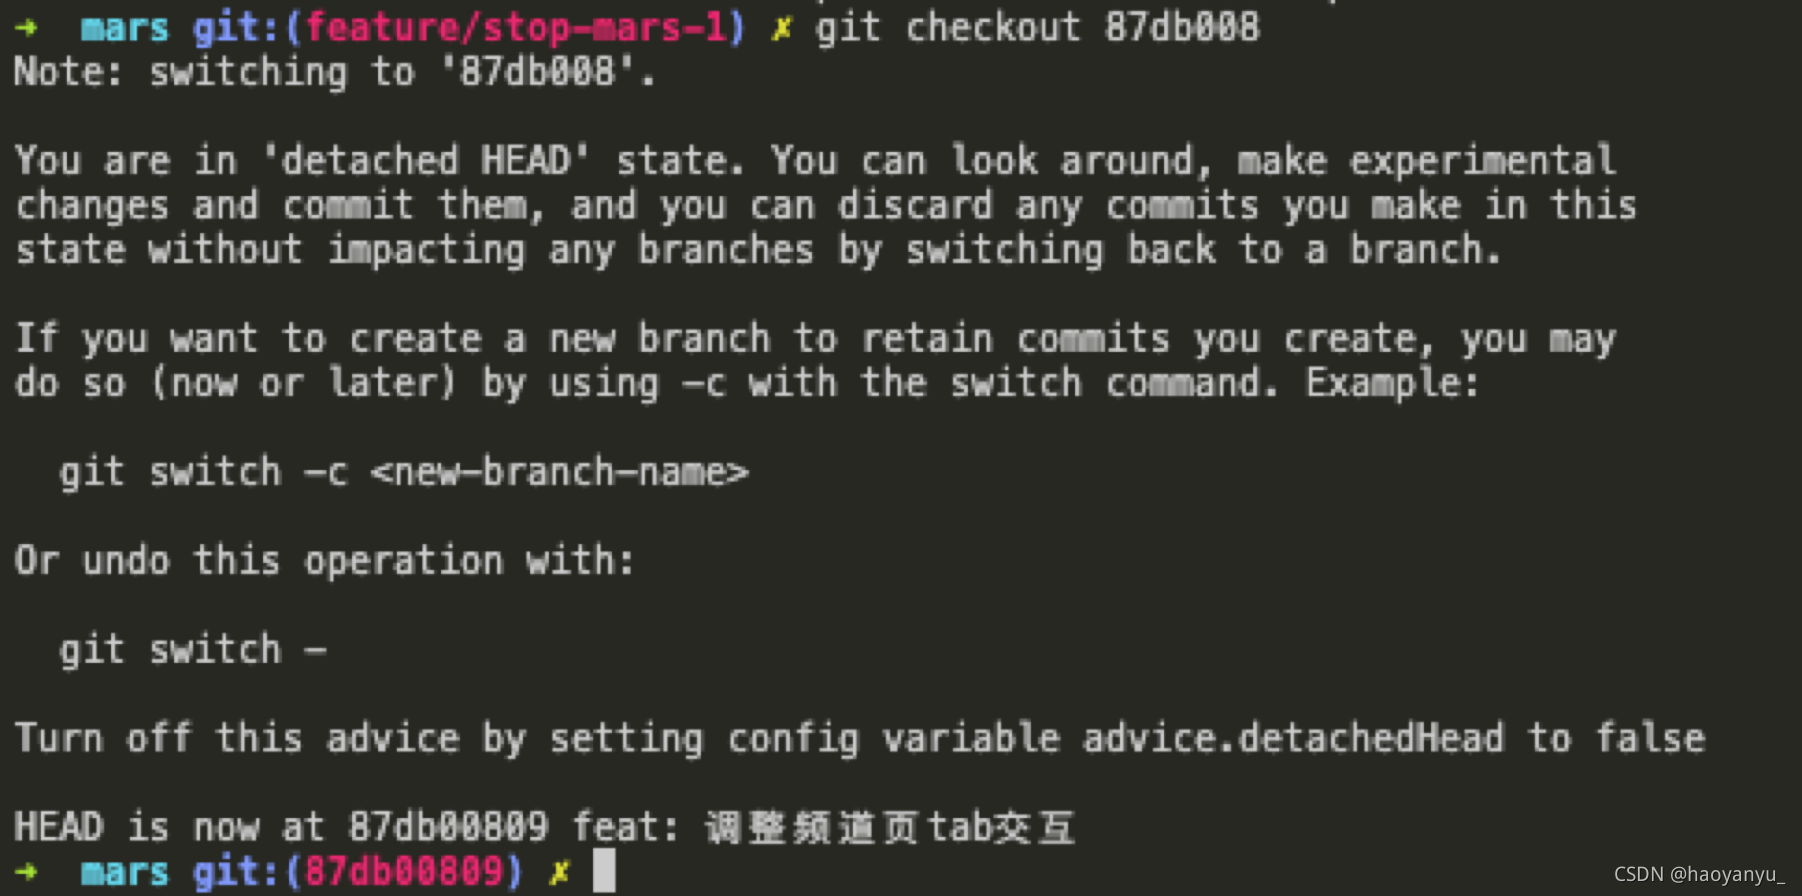 ➜  mars git:(feature/stop-mars-1) ✗ git checkout 87db008
Note: switching to '87db008'.
You are in 'detached HEAD' state. You can look around, make experimental
changes and commit them, and you can discard any commits you make in this
state without impacting any branches by switching back to a branch.
If you want to create a new branch to retain commits you create, you may
do so (now or later) by using -c with the switch command. Example:
git switch -c <new-branch-name>
Or undo this operation with:
git switch -
Turn off this advice by setting config variable advice.detachedHead to false
HEAD is now at 87db00809 feat: 调整频道页tab交互
➜  mars git:(87db00809) ✗
CSDN @haoyanyu_